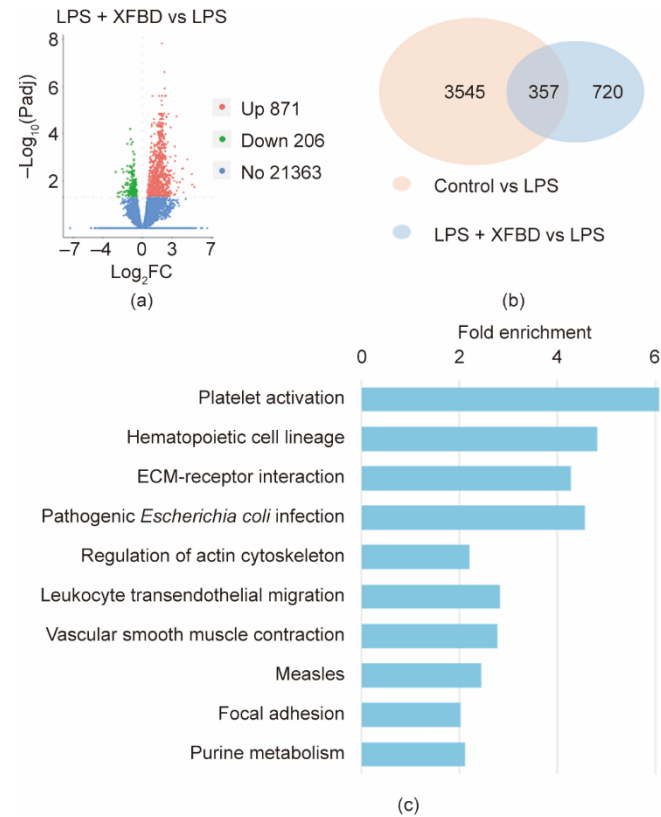 LPS + XFBD vs LPS
8
6
4
2
−Log₁₀(Padj)
−7 −4 0 3 7
Log₂FC
Up 871
Down 206
No 21363
(a)
3545 357 720
Control vs LPS
LPS + XFBD vs LPS
(b)
Fold enrichment
0 2 4 6
Platelet activation
Hematopoietic cell lineage
ECM-receptor interaction
Pathogenic Escherichia coli infection
Regulation of actin cytoskeleton
Leukocyte transendothelial migration
Vascular smooth muscle contraction
Measles
Focal adhesion
Purine metabolism
(c)